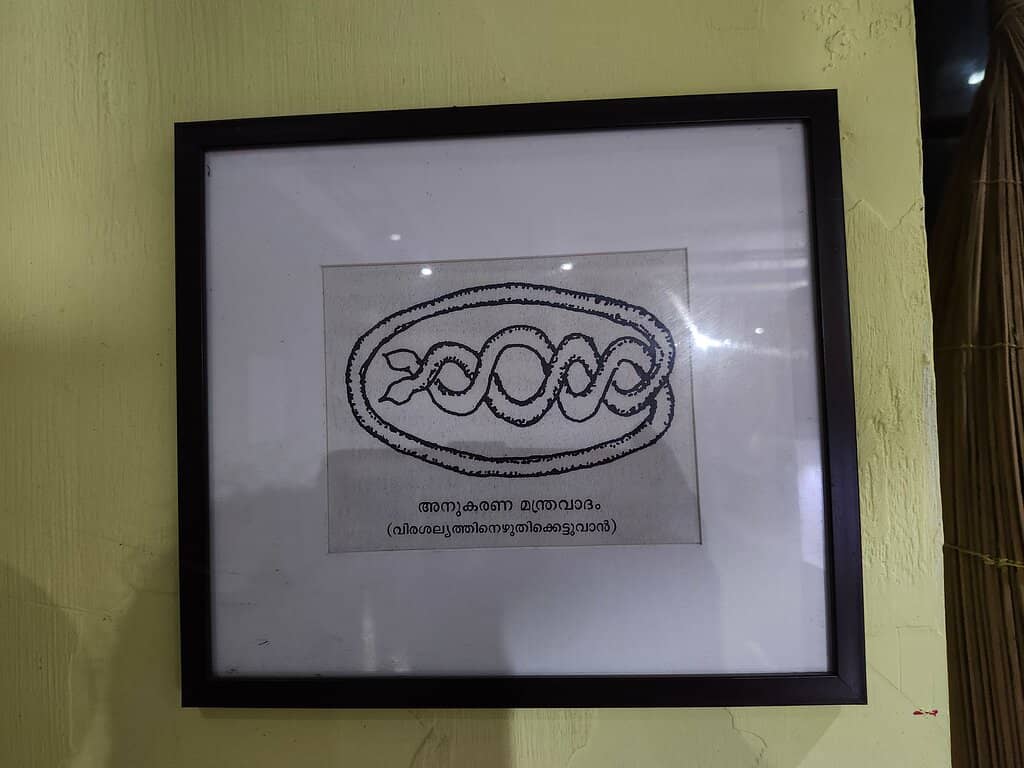 അനുകരണ മന്ത്രവാദം
(വിരശല്യത്തിനെഴുതിക്കെട്ടുവാൻ)